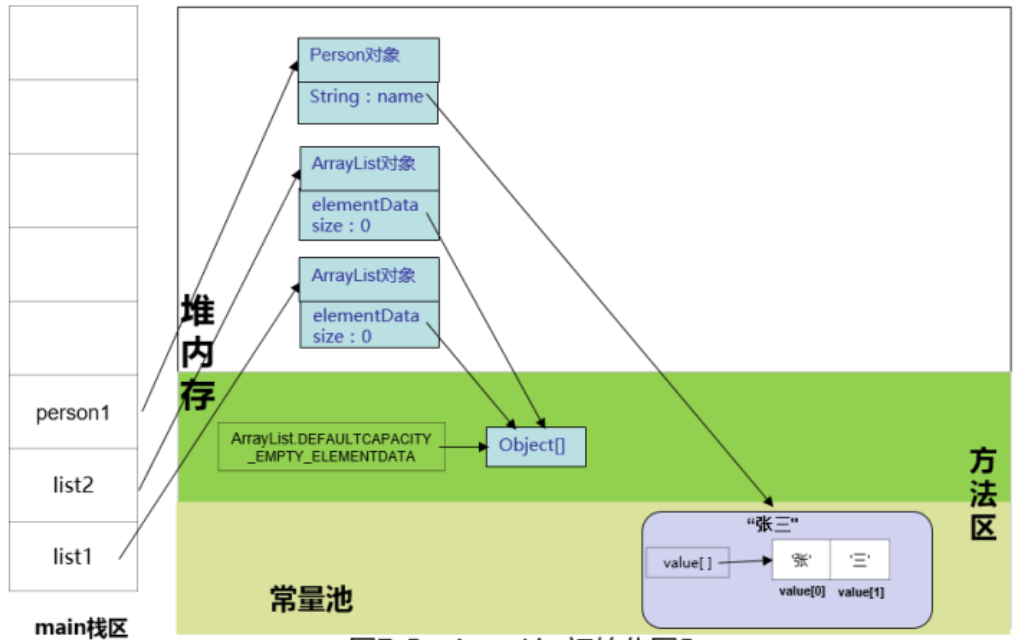 Person对象
String：name
ArrayList对象
elementData
size：0
ArrayList对象
elementData
size：0
堆
内
存
person1
list2
list1
main栈区
ArrayList.DEFAULTCAPACITY
_EMPTY_ELEMENTDATA
Object[]
方
法
区
“张三"
value[ ]
'张'
'三'
value[0]
value[1]
常量池